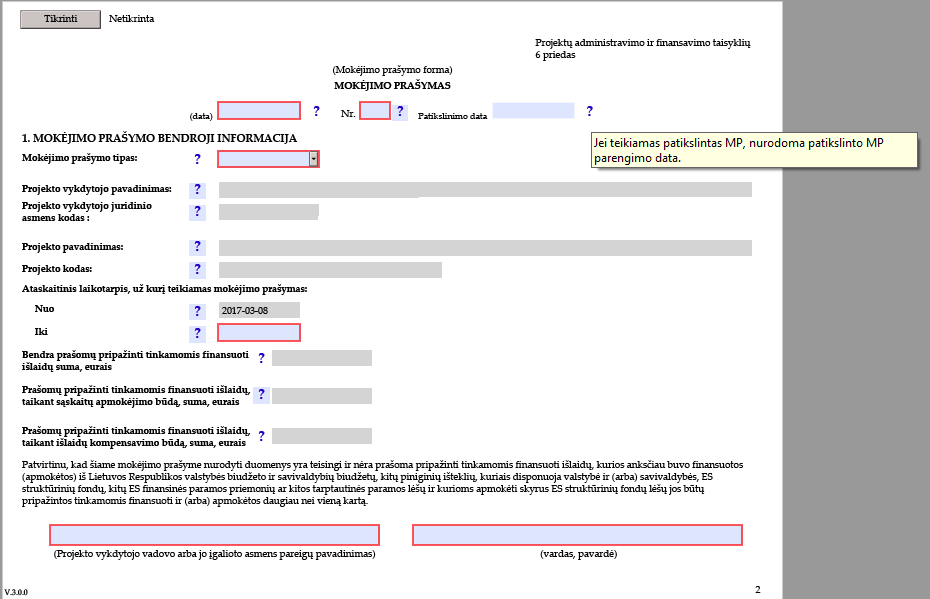 Tikrinti Netikrinta
Projektų administravimo ir finansavimo taisyklių
6 priedas
(Mokėjimo prašymo forma)
MOKĖJIMO PRAŠYMAS
(data) ? Nr. ? Patikslinimo data ?
Jei teikiamas patikslintas MP, nurodoma patikslinto MP
parengimo data.
1. MOKĖJIMO PRAŠYMO BENDROJI INFORMACIJA
Mokėjimo prašymo tipas: ?
Projekto vykdytojo pavadinimas: ?
Projekto vykdytojo juridinio
asmens kodas : ?
Projekto pavadinimas: ?
Projekto kodas: ?
Ataskaitinis laikotarpis, už kurį teikiamas mokėjimo prašymas:
Nuo ? 2017-03-08
Iki ?
Bendra prašomų pripažinti tinkamomis finansuoti
išlaidų suma, eurais ?
Prašomų pripažinti tinkamomis finansuoti išlaidų,
taikant sąskaitų apmokėjimo būdą, suma, eurais ?
Prašomų pripažinti tinkamomis finansuoti išlaidų,
taikant išlaidų kompensavimo būdą, suma, eurais ?
Patvirtinu, kad šiame mokėjimo prašyme nurodyti duomenys yra teisingi ir nėra prašoma pripažinti tinkamomis finansuoti išlaidų, kurios anksčiau buvo finansuotos
(apmokėtos) iš Lietuvos Respublikos valstybės biudžeto ir savivaldybių biudžetų, kitų piniginių išteklių, kuriais disponuoja valstybė ir (arba) savivaldybės, ES
struktūrinių fondų, kitų ES finansinės paramos priemonių ar kitos tarptautinės paramos lėšų ir kurioms apmokėti skyrus ES struktūrinių fondų lėšų jos būtų
pripažintos tinkamomis finansuoti ir (arba) apmokėtos daugiau nei vieną kartą.
(Projekto vykdytojo vadovo arba jo įgalioto asmens pareigų pavadinimas) (vardas, pavardė)
V.3.0.0 2